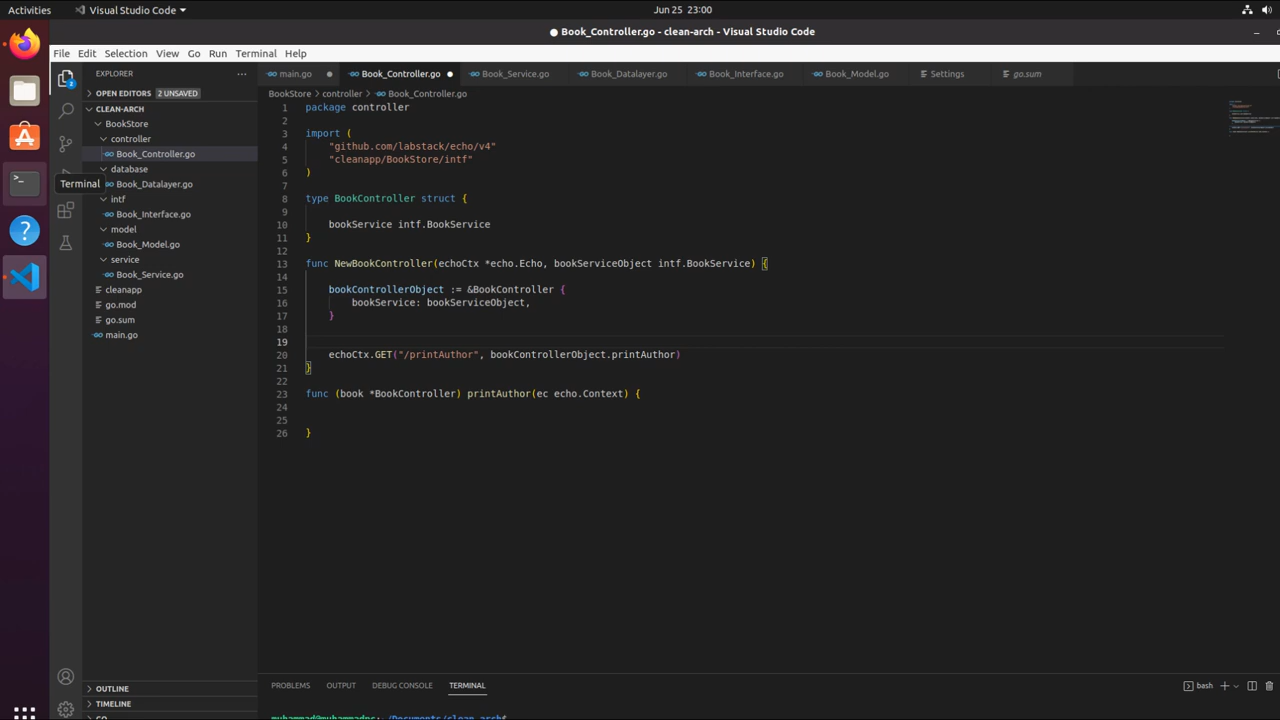 Activities
Visual Studio Code
Jun 25 23:00
Book_Controller.go - clean-arch - Visual Studio Code
File Edit Selection View Go Run Terminal Help
EXPLORER
main.go
Book_Controller.go
Book_Service.go
Book_Datalayer.go
Book_Interface.go
Book_Model.go
Settings
go.sum
OPEN EDITORS 2 UNSAVED
CLEAN-ARCH
BookStore
controller
Book_Controller.go
database
Book_Datalayer.go
intf
Book_Interface.go
model
Book_Model.go
service
Book_Service.go
cleanapp
go.mod
go.sum
main.go
OUTLINE
TIMELINE
GO
2
Terminal
BookStore > controller > Book_Controller.go
1 package controller
2
3 import (
4 "github.com/labstack/echo/v4"
5 "cleanapp/BookStore/intf"
6 )
7
8 type BookController struct {
9
10 bookService intf.BookService
11 }
12
13 func NewBookController(echoCtx *echo.Echo, bookServiceObject intf.BookService) {
14
15 bookControllerObject := &BookController {
16 bookService: bookServiceObject,
17 }
18
19
20 echoCtx.GET("/printAuthor", bookControllerObject.printAuthor)
21 }
22
23 func (book *BookController) printAuthor(ec echo.Context) {
24
25
26 }
PROBLEMS OUTPUT DEBUG CONSOLE TERMINAL
bash
muhammad@muhammadpc:~/Documents/clean-arch$